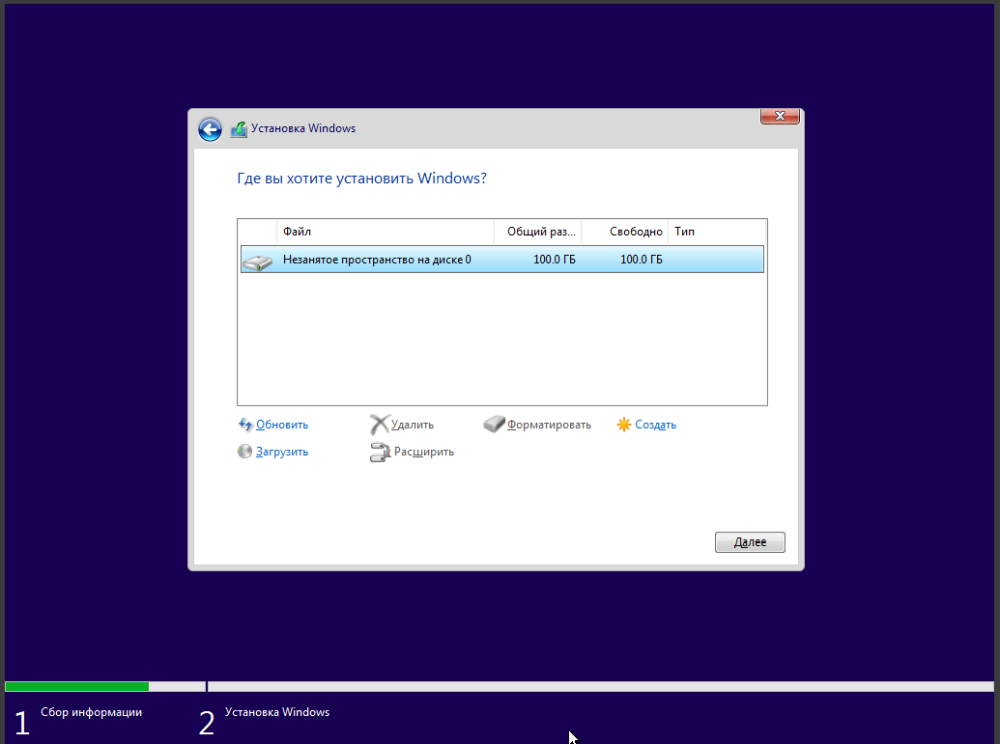 Установка Windows
Где вы хотите установить Windows?
Файл Общий раз... Свободно Тип
Незанятое пространство на диске 0 100.0 ГБ 100.0 ГБ
Обновить Удалить Форматировать Создать
Загрузить Расширить
Далее
1 Сбор информации 2 Установка Windows